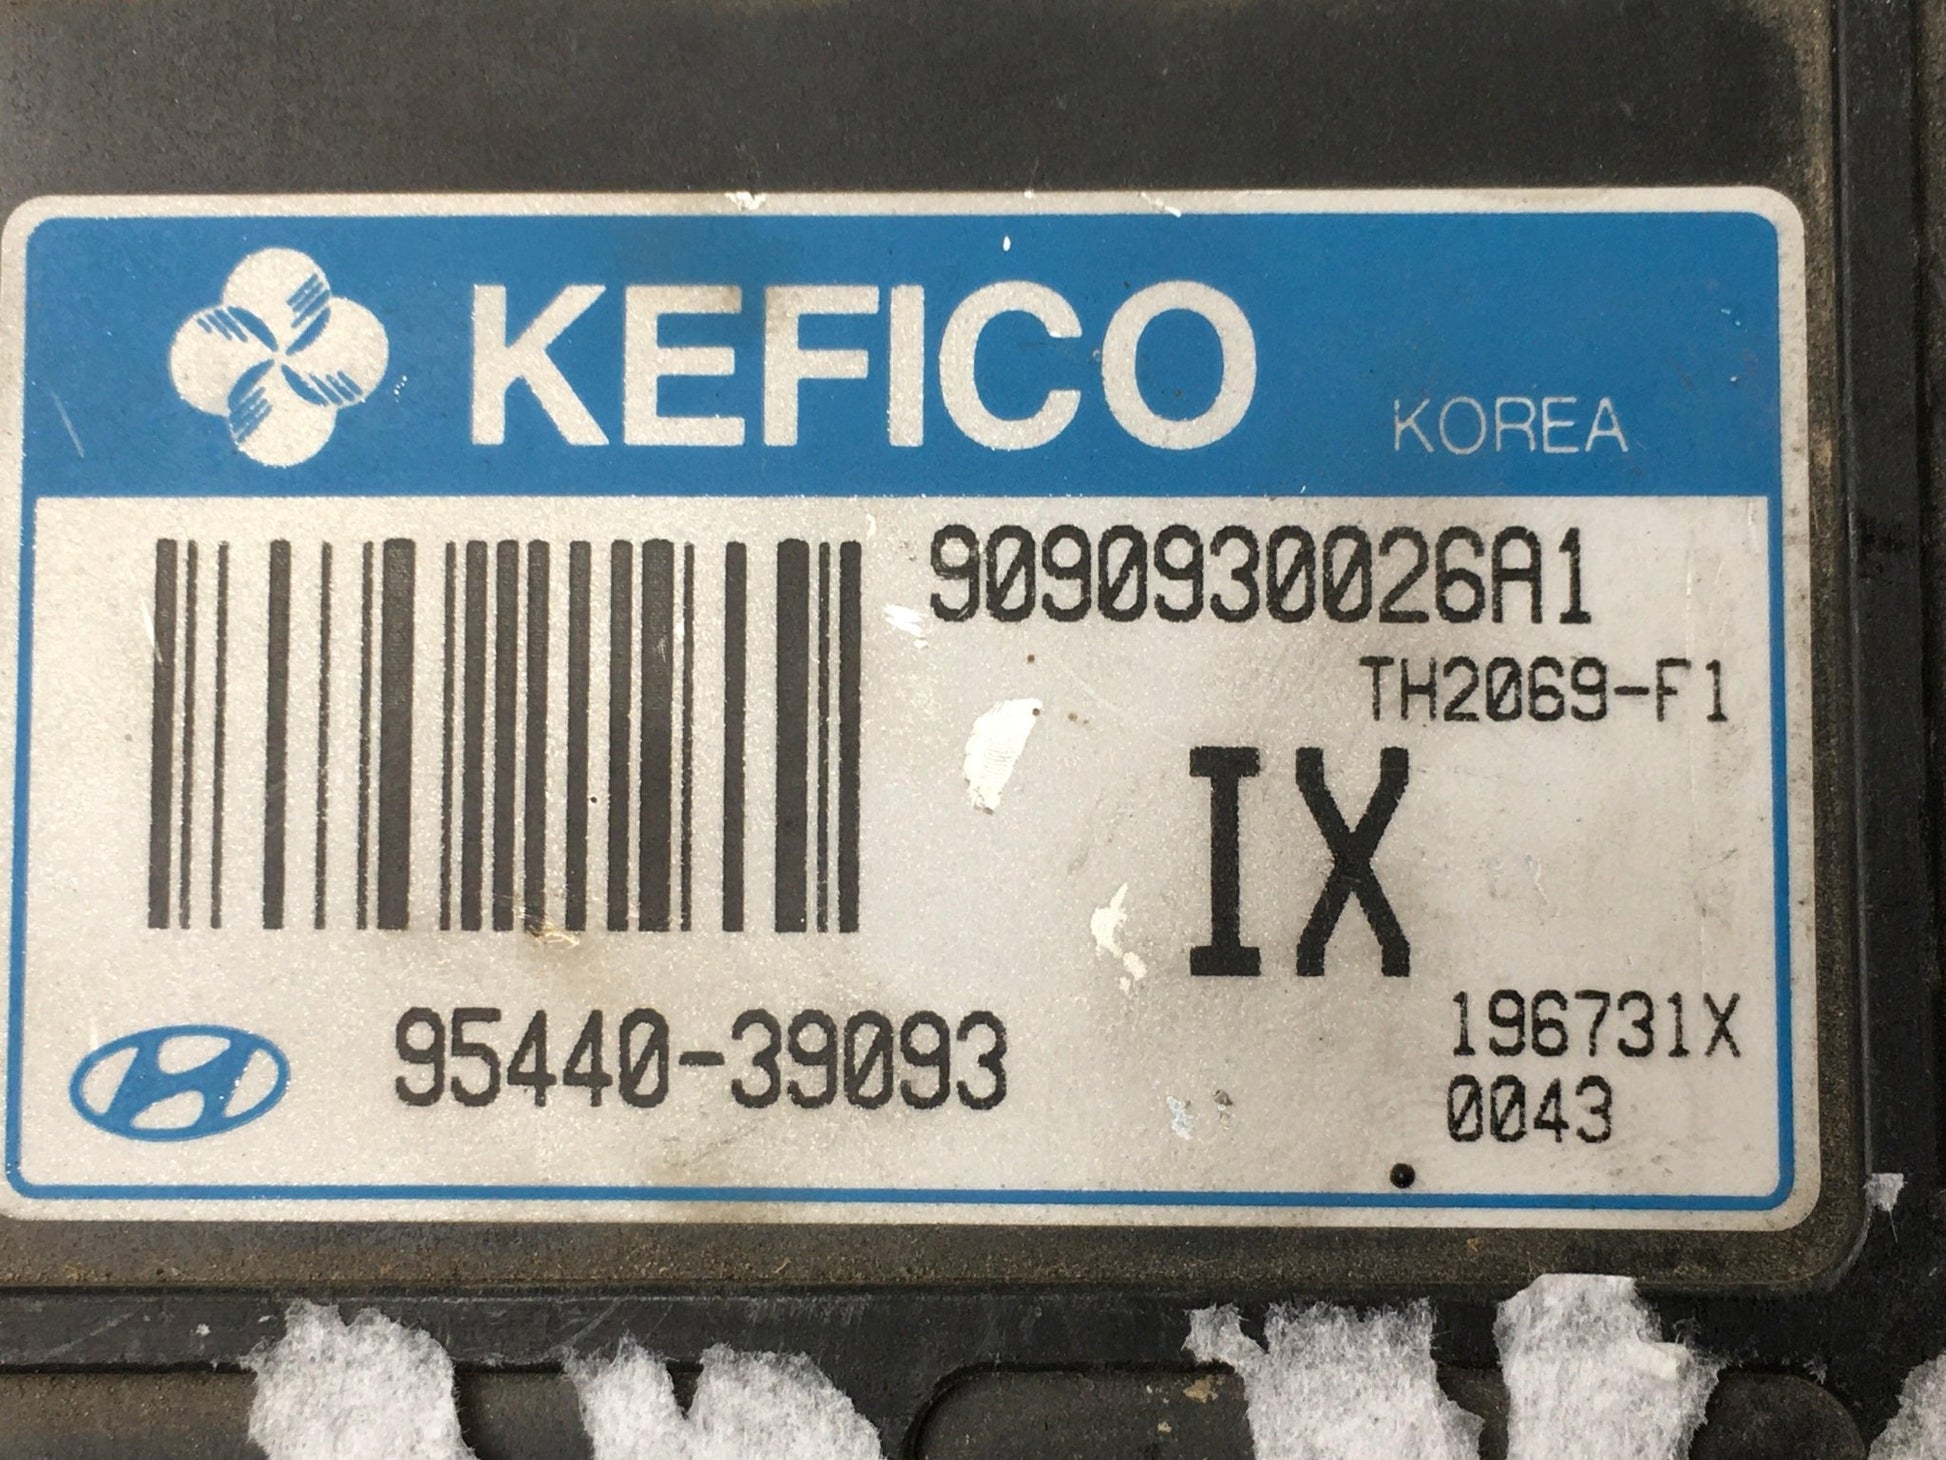 KEFICO KOREA
9090930026A1
TH2069-F1
IX
95440-39093
196731X
0043